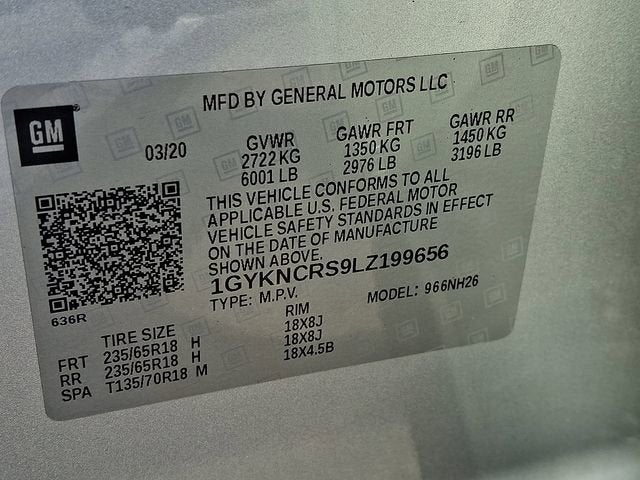 GM
MFD BY GENERAL MOTORS LLC
03/20
GVWR GAWR FRT GAWR RR
2722 KG 1350 KG 1450 KG
6001 LB 2976 LB 3196 LB
THIS VEHICLE CONFORMS TO ALL
APPLICABLE U.S. FEDERAL MOTOR
VEHICLE SAFETY STANDARDS IN EFFECT
ON THE DATE OF MANUFACTURE
SHOWN ABOVE.
1GYKNCRS9LZ199656
TYPE: M.P.V. MODEL: 966NH26
636R
TIRE SIZE RIM
FRT 235/65R18 H 18X8J
RR 235/65R18 H 18X8J
SPA T135/70R18 M 18X4.5B